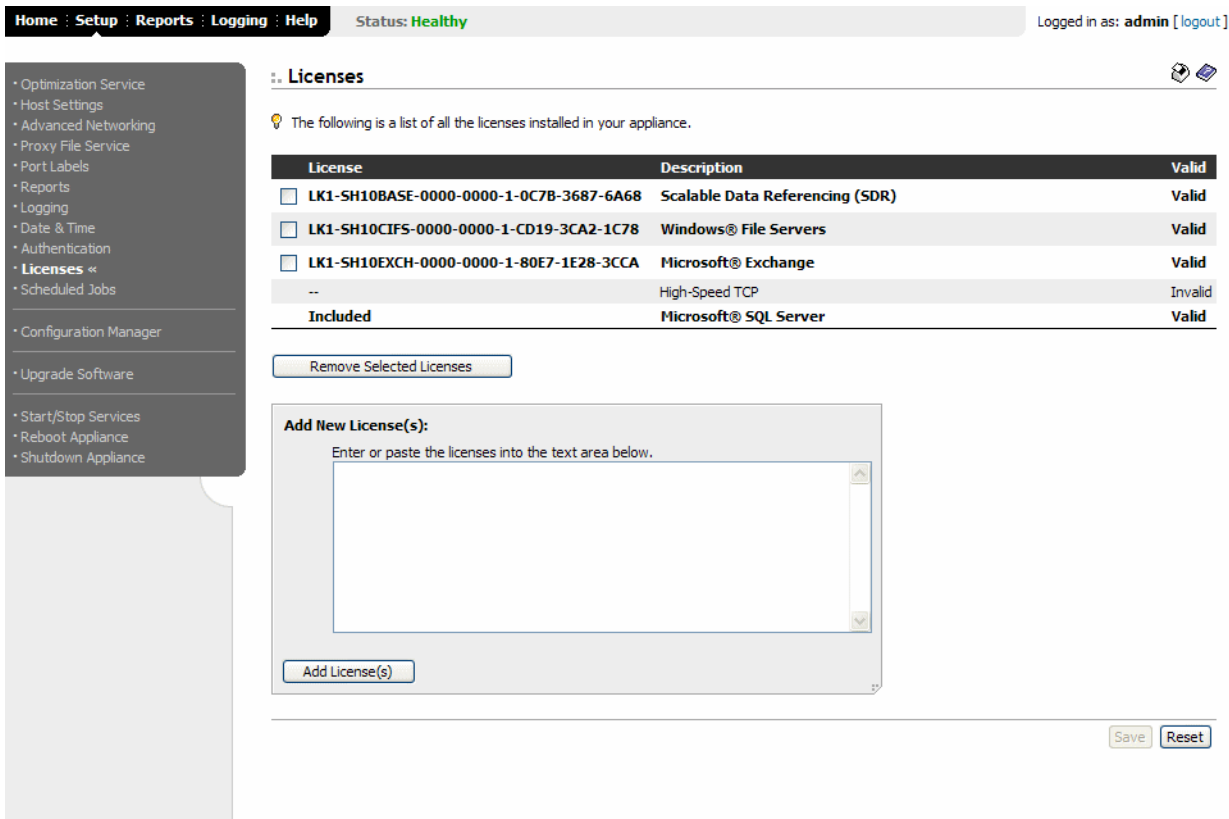 Home Setup Reports Logging Help Status: Healthy Logged in as: admin [ logout ]
• Optimization Service
• Host Settings
• Advanced Networking
• Proxy File Service
• Port Labels
• Reports
• Logging
• Date & Time
• Authentication
• Licenses «
• Scheduled Jobs
• Configuration Manager
• Upgrade Software
• Start/Stop Services
• Reboot Appliance
• Shutdown Appliance
Licenses
The following is a list of all the licenses installed in your appliance.
License Description Valid
LK1-SH10BASE-0000-0000-1-0C7B-3687-6A68 Scalable Data Referencing (SDR) Valid
LK1-SH10CIFS-0000-0000-1-CD19-3CA2-1C78 Windows® File Servers Valid
LK1-SH10EXCH-0000-0000-1-80E7-1E28-3CCA Microsoft® Exchange Valid
-- High-Speed TCP Invalid
Included Microsoft® SQL Server Valid
Remove Selected Licenses
Add New License(s):
Enter or paste the licenses into the text area below.
Add License(s)
Save Reset